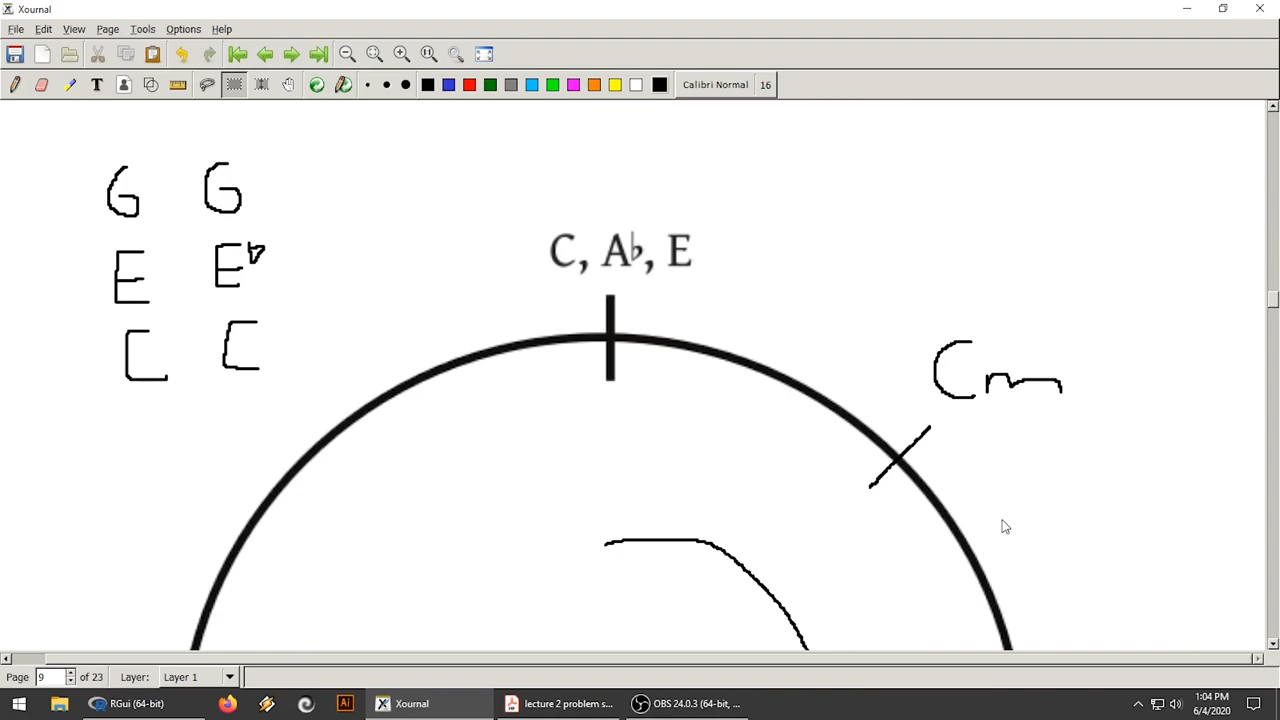 Xournal
File Edit View Page Tools Options Help
Calibri Normal 16
G G
E E♭
C C
C, A♭, E
Cm
Page 9 of 23 Layer: Layer 1
RGui (64-bit) Ai Xournal lecture 2 problem s... OBS 24.0.3 (64-bit, ... 1:04 PM
6/4/2020